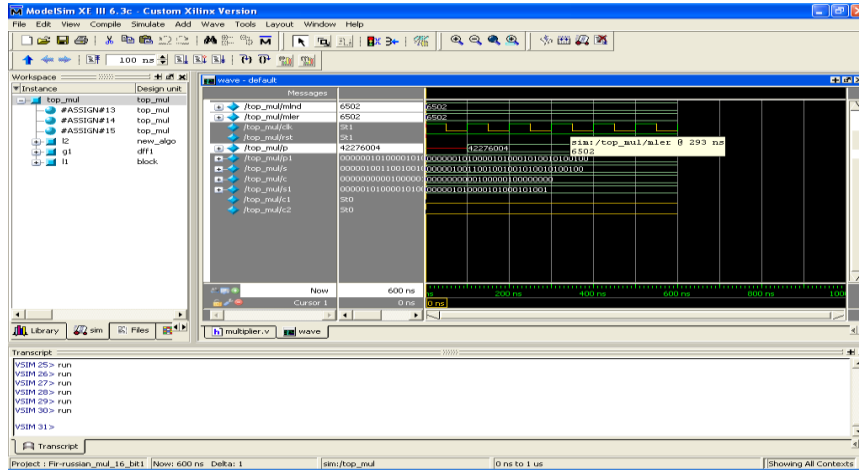 ModelSim XE III 6.3c - Custom Xilinx Version
File Edit View Compile Simulate Add Wave Tools Layout Window Help
100 ns
Workspace
Instance Design unit
top_mul top_mul
#ASSIGN#13 top_mul
#ASSIGN#14 top_mul
#ASSIGN#15 top_mul
l2 new_algo
g1 dff1
l1 block
Library sim Files
wave - default
Messages
/top_mul/mlnd 6502 6502
/top_mul/mler 6502 6502
/top_mul/clk St1
/top_mul/rst St1
/top_mul/p 42276004 42276004
/top_mul/p1
/top_mul/s
/top_mul/c
/top_mul/s1
/top_mul/c1 St0
/top_mul/c2 St0
sim:/top_mul/mler @ 293 ns
6502
Now 600 ns
200 ns 400 ns 600 ns 800 ns
Cursor 1 0 ns 0 ns
multiplier.v wave
Transcript
VSIM 25> run
VSIM 26> run
VSIM 27> run
VSIM 28> run
VSIM 29> run
VSIM 30> run
VSIM 31>
Transcript
Project : Fir-russian_mul_16_bit1 Now: 600 ns Delta: 1 sim:/top_mul 0 ns to 1 us Showing All Contexts